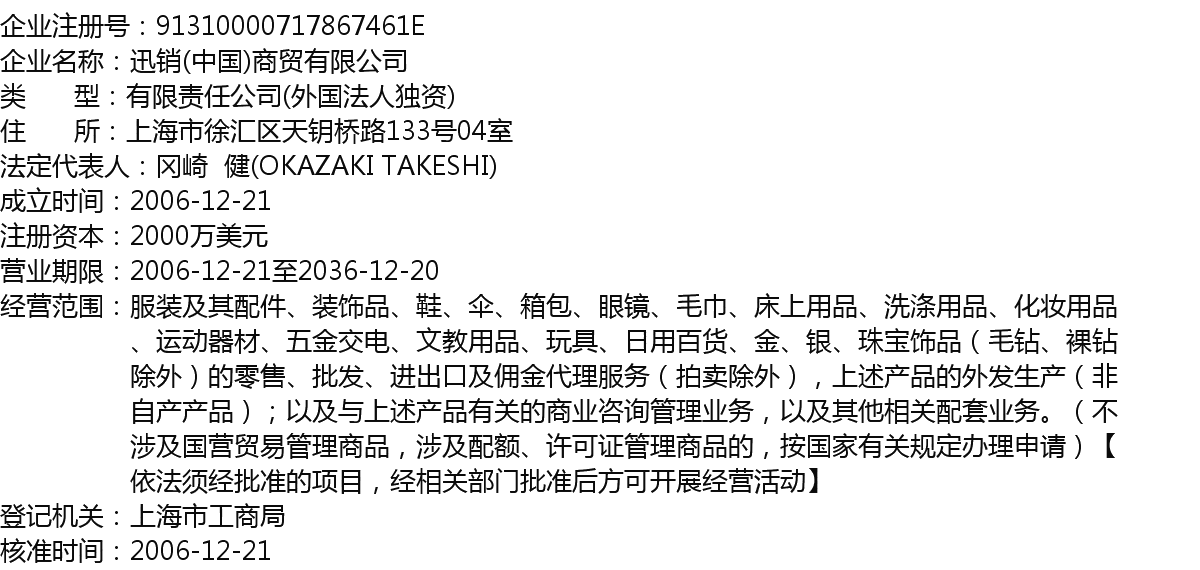 企业注册号：91310000717867461E
企业名称：迅销(中国)商贸有限公司
类 型：有限责任公司(外国法人独资)
住 所：上海市徐汇区天钥桥路133号04室
法定代表人：冈崎 健(OKAZAKI TAKESHI)
成立时间：2006-12-21
注册资本：2000万美元
营业期限：2006-12-21至2036-12-20
经营范围：服装及其配件、装饰品、鞋、伞、箱包、眼镜、毛巾、床上用品、洗涤用品、化妆用品
、运动器材、五金交电、文教用品、玩具、日用百货、金、银、珠宝饰品（毛钻、裸钻
除外）的零售、批发、进出口及佣金代理服务（拍卖除外），上述产品的外发生产（非
自产产品）；以及与上述产品有关的商业咨询管理业务，以及其他相关配套业务。（不
涉及国营贸易管理商品，涉及配额、许可证管理商品的，按国家有关规定办理申请）【
依法须经批准的项目，经相关部门批准后方可开展经营活动】
登记机关：上海市工商局
核准时间：2006-12-21